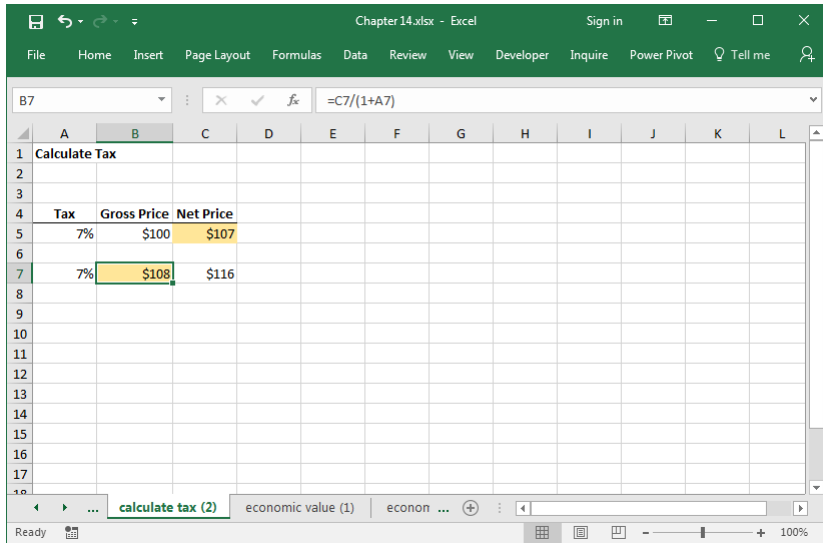 Chapter14.xlsx - Excel Sign in
File Home Insert Page Layout Formulas Data Review View Developer Inquire Power Pivot Tell me
B7 fx =C7/(1+A7)
A B C D E F G H I J K L
1 Calculate Tax
2
3
4 Tax Gross Price Net Price
5 7% $100 $107
6
7 7% $108 $116
8
9
10
11
12
13
14
15
16
17
18
... calculate tax (2) economic value (1) econon ...
Ready 100%